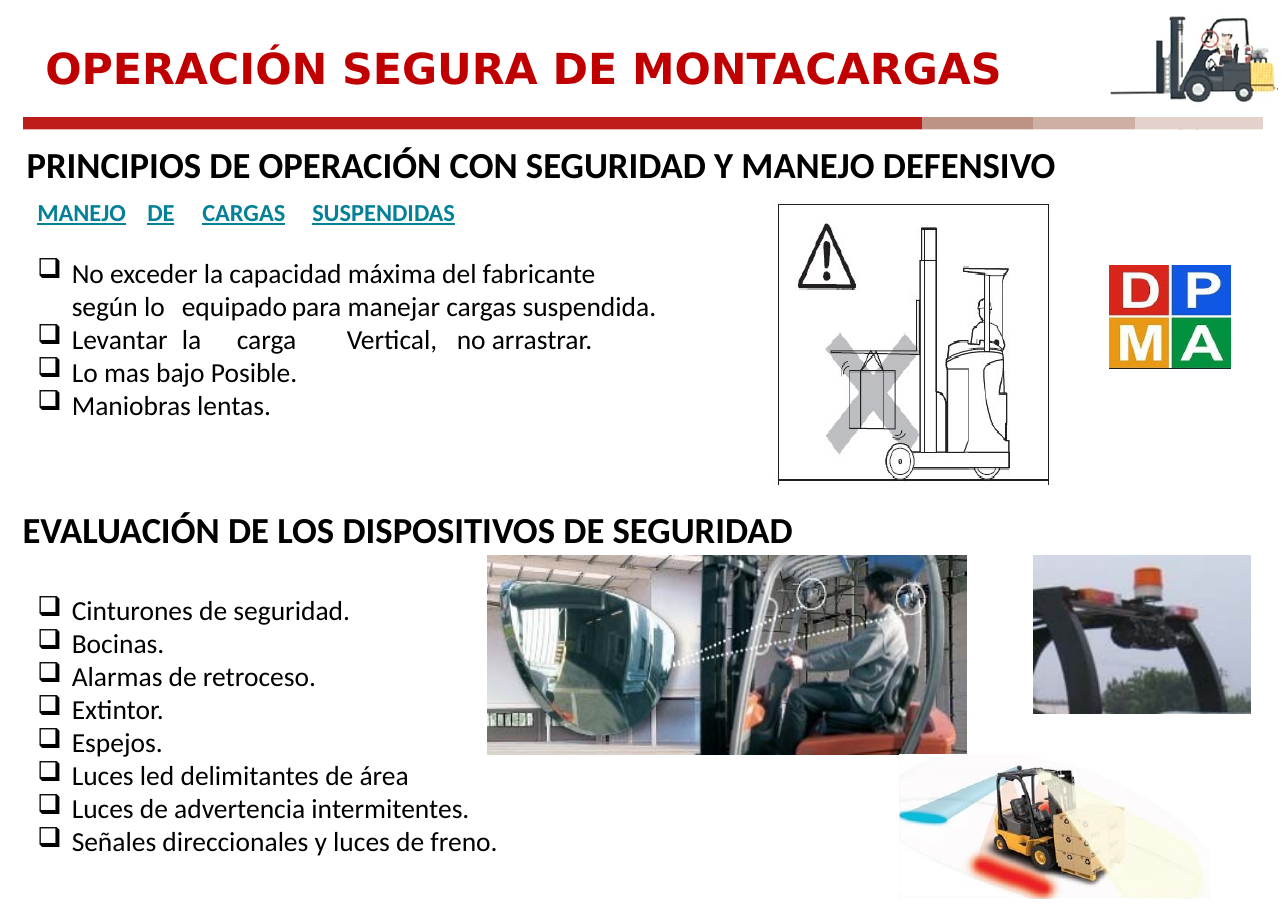 OPERACIÓN SEGURA DE MONTACARGAS
PRINCIPIOS DE OPERACIÓN CON SEGURIDAD Y MANEJO DEFENSIVO
MANEJO DE CARGAS SUSPENDIDAS
No exceder la capacidad máxima del fabricante
según lo equipado para manejar cargas suspendida.
Levantar la carga Vertical, no arrastrar.
Lo mas bajo Posible.
Maniobras lentas.
D P
M A
EVALUACIÓN DE LOS DISPOSITIVOS DE SEGURIDAD
Cinturones de seguridad.
Bocinas.
Alarmas de retroceso.
Extintor.
Espejos.
Luces led delimitantes de área
Luces de advertencia intermitentes.
Señales direccionales y luces de freno.